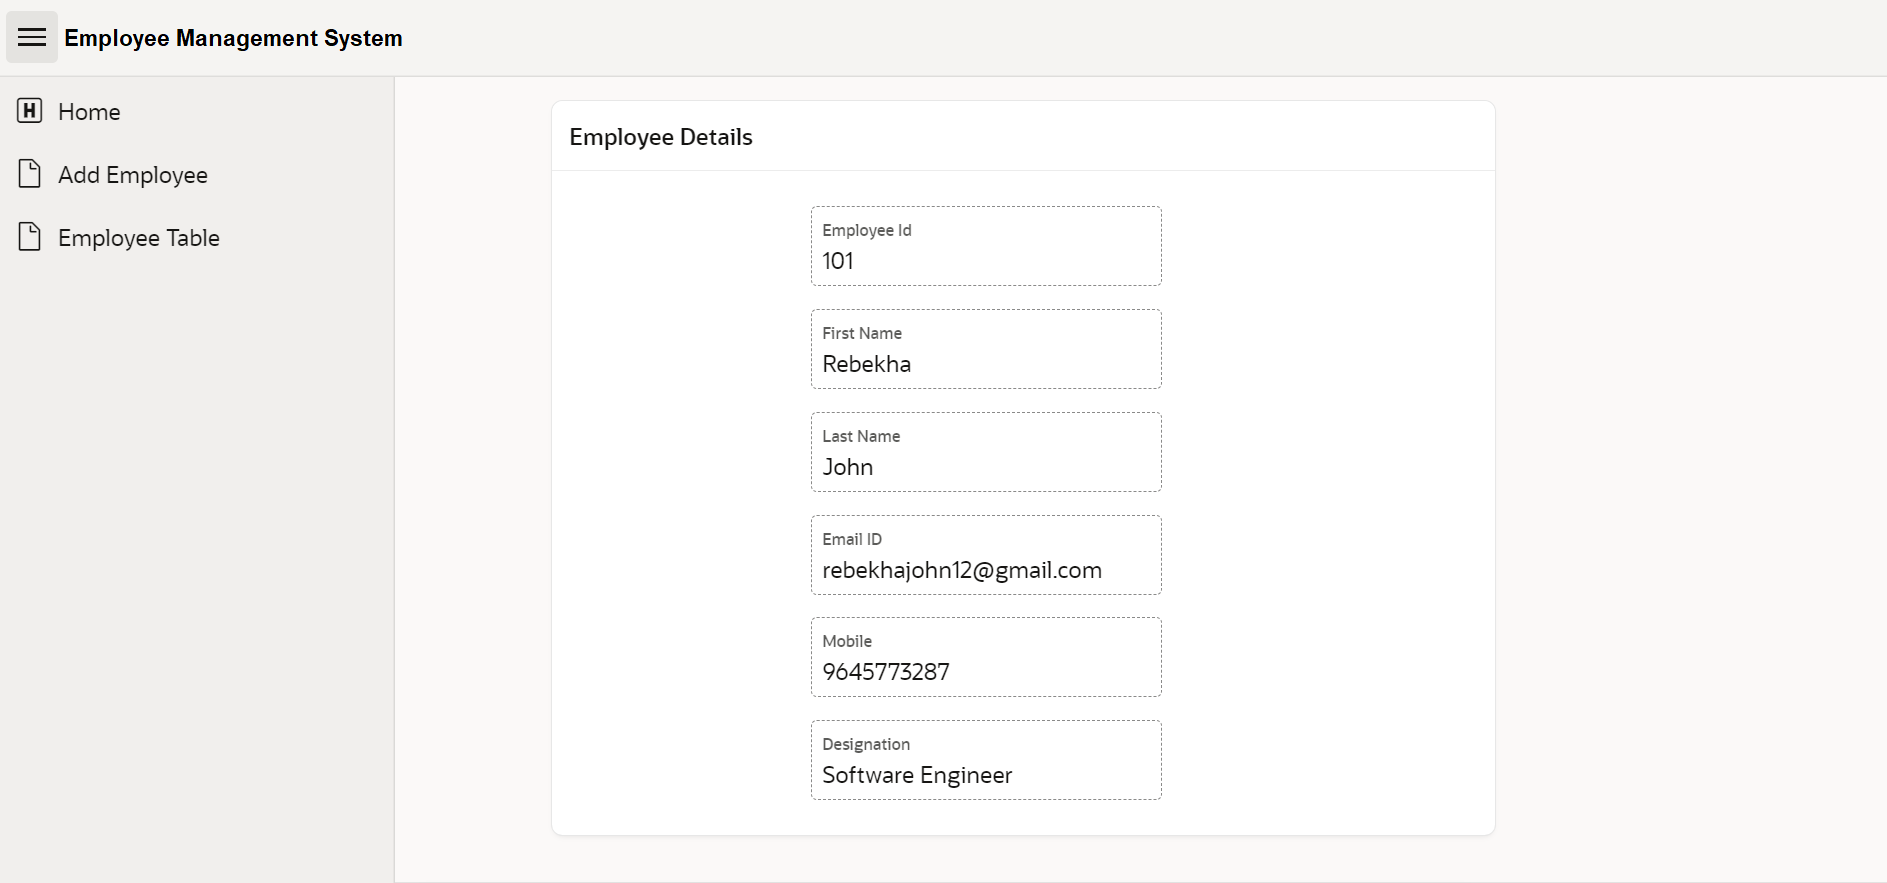 Employee Management System
Home
Add Employee
Employee Table
Employee Details
Employee Id
101
First Name
Rebekha
Last Name
John
Email ID
rebekhajohn12@gmail.com
Mobile
9645773287
Designation
Software Engineer